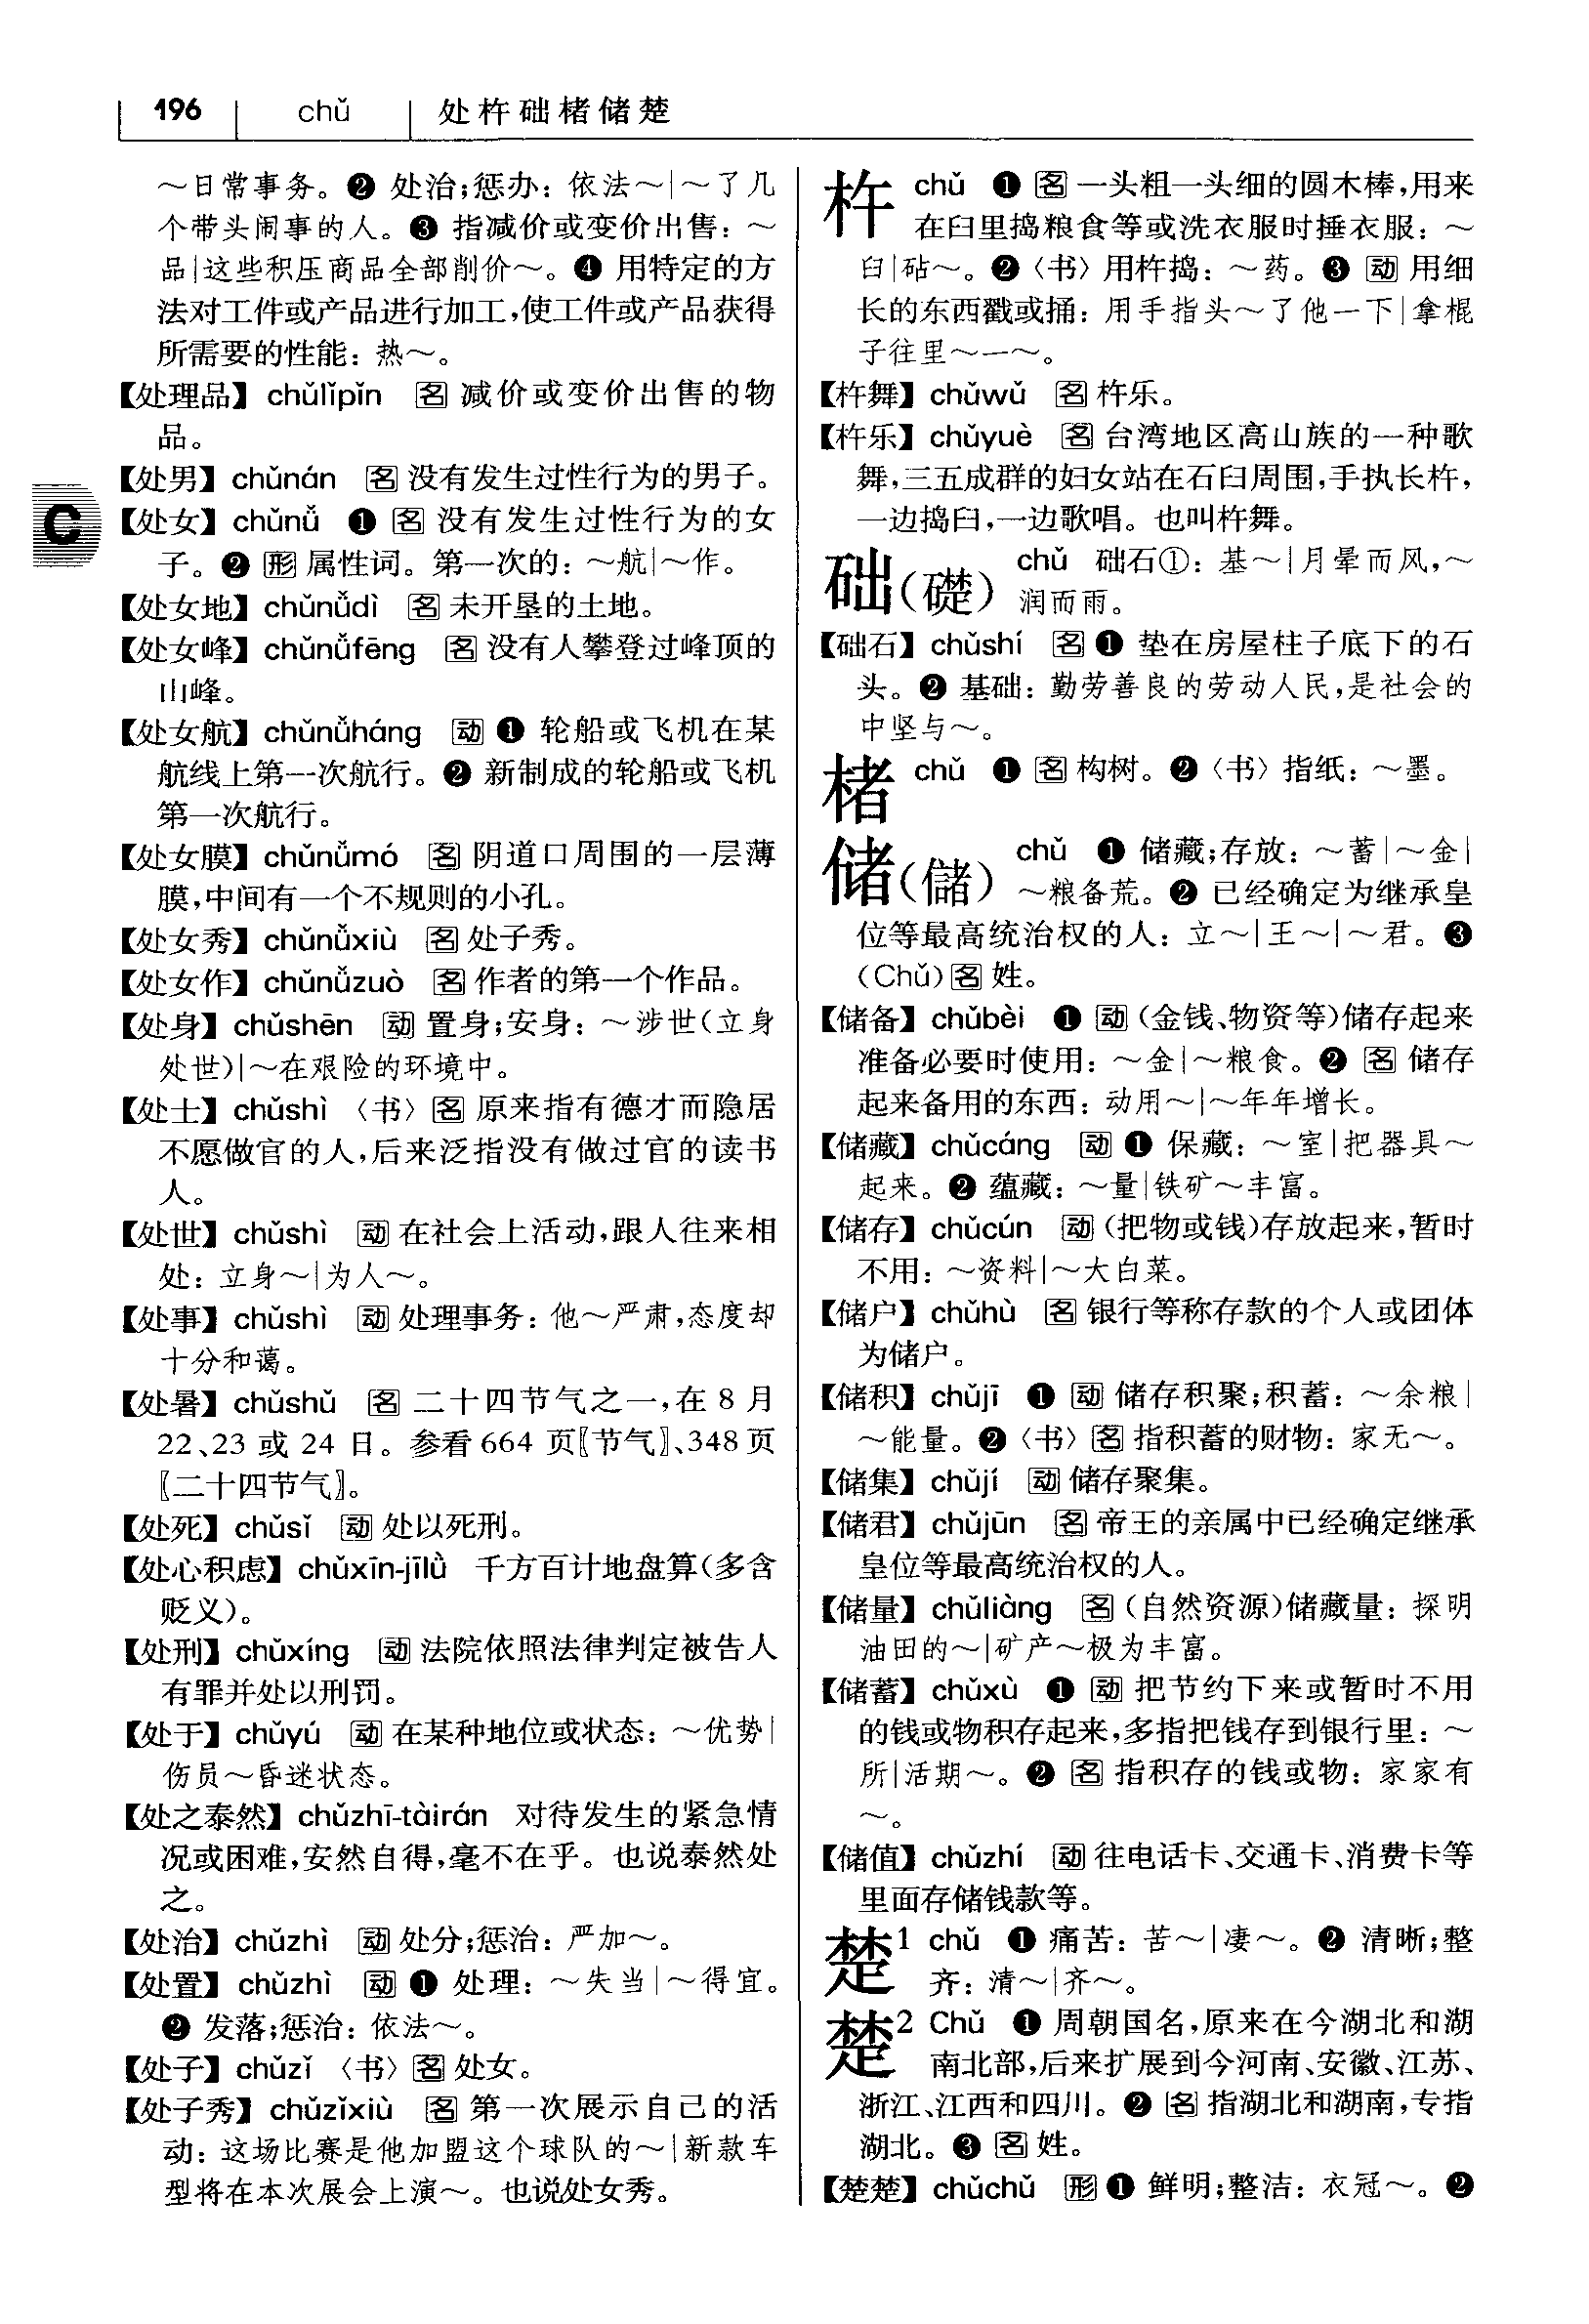 196 chǔ 处杵础楮储楚
～日常事务。❷ 处治;惩办：依法～|～了几
个带头闹事的人。❸ 指减价或变价出售：～
品|这些积压商品全部削价～。❹ 用特定的方
法对工件或产品进行加工,使工件或产品获得
所需要的性能：热～。
【处理品】chǔlǐpǐn 名 减价或变价出售的物
品。
【处男】chǔnán 名 没有发生过性行为的男子。
【处女】chǔnǚ ❶ 名 没有发生过性行为的女
子。❷ 形 属性词。第一次的：～航|～作。
【处女地】chǔnǚdì 名 未开垦的土地。
【处女峰】chǔnǚfēng 名 没有人攀登过峰顶的
山峰。
【处女航】chǔnǚháng 动 ❶ 轮船或飞机在某
航线上第一次航行。❷ 新制成的轮船或飞机
第一次航行。
【处女膜】chǔnǚmó 名 阴道口周围的一层薄
膜,中间有一个不规则的小孔。
【处女秀】chǔnǚxiù 名 处子秀。
【处女作】chǔnǚzuò 名 作者的第一个作品。
【处身】chǔshēn 动 置身;安身：～涉世(立身
处世)|～在艰险的环境中。
【处士】chǔshì 〈书〉名 原来指有德才而隐居
不愿做官的人,后来泛指没有做过官的读书
人。
【处世】chǔshì 动 在社会上活动,跟人往来相
处：立身～|为人～。
【处事】chǔshì 动 处理事务：他～严肃,态度却
十分和蔼。
【处暑】chǔshǔ 名 二十四节气之一,在 8 月
22、23 或 24 日。参看 664 页〖节气〗、348 页
〖二十四节气〗。
【处死】chǔsǐ 动 处以死刑。
【处心积虑】chǔxīn-jīlǜ 千方百计地盘算(多含
贬义)。
【处刑】chǔxíng 动 法院依照法律判定被告人
有罪并处以刑罚。
【处于】chǔyú 动 在某种地位或状态：～优势|
伤员～昏迷状态。
【处之泰然】chǔzhī-tàirán 对待发生的紧急情
况或困难,安然自得,毫不在乎。也说泰然处
之。
【处治】chǔzhì 动 处分;惩治：严加～。
【处置】chǔzhì 动 ❶ 处理：～失当|～得宜。
❷ 发落;惩治：依法～。
【处子】chǔzǐ 〈书〉名 处女。
【处子秀】chǔzǐxiù 名 第一次展示自己的活
动：这场比赛是他加盟这个球队的～|新款车
型将在本次展会上演～。也说处女秀。
C
杵 chǔ ❶ 名 一头粗一头细的圆木棒,用来
在臼里捣粮食等或洗衣服时捶衣服：～
臼|砧～。❷〈书〉用杵捣：～药。❸ 动 用细
长的东西戳或捅：用手指头～了他一下|拿棍
子往里～一～。
【杵舞】chǔwǔ 名 杵乐。
【杵乐】chǔyuè 名 台湾地区高山族的一种歌
舞,三五成群的妇女站在石臼周围,手执长杵,
一边捣臼,一边歌唱。也叫杵舞。
础(礎) chǔ 础石①：基～|月晕而风,～
润而雨。
【础石】chǔshí 名 ❶ 垫在房屋柱子底下的石
头。❷ 基础：勤劳善良的劳动人民,是社会的
中坚与～。
楮 chǔ ❶ 名 构树。❷〈书〉指纸：～墨。
储(儲) chǔ ❶ 储藏;存放：～蓄|～金|
～粮备荒。❷ 已经确定为继承皇
位等最高统治权的人：立～|王～|～君。❸
(Chǔ) 名 姓。
【储备】chǔbèi ❶ 动 (金钱、物资等)储存起来
准备必要时使用：～金|～粮食。❷ 名 储存
起来备用的东西：动用～|～年年增长。
【储藏】chǔcáng 动 ❶ 保藏：～室|把器具～
起来。❷ 蕴藏：～量|铁矿～丰富。
【储存】chǔcún 动 (把物或钱)存放起来,暂时
不用：～资料|～大白菜。
【储户】chǔhù 名 银行等称存款的个人或团体
为储户。
【储积】chǔjī ❶ 动 储存积聚;积蓄：～余粮|
～能量。❷〈书〉名 指积蓄的财物：家无～。
【储集】chǔjí 动 储存聚集。
【储君】chǔjūn 名 帝王的亲属中已经确定继承
皇位等最高统治权的人。
【储量】chǔliàng 名 (自然资源)储藏量：探明
油田的～|矿产～极为丰富。
【储蓄】chǔxù ❶ 动 把节约下来或暂时不用
的钱或物积存起来,多指把钱存到银行里：～
所|活期～。❷ 名 指积存的钱或物：家家有
～。
【储值】chǔzhí 动 往电话卡、交通卡、消费卡等
里面存储钱款等。
楚1 chǔ ❶ 痛苦：苦～|凄～。❷ 清晰;整
齐：清～|齐～。
楚2 Chǔ ❶ 周朝国名,原来在今湖北和湖
南北部,后来扩展到今河南、安徽、江苏、
浙江、江西和四川。❷ 名 指湖北和湖南,专指
湖北。❸ 名 姓。
【楚楚】chǔchǔ 形 ❶ 鲜明;整洁：衣冠～。❷